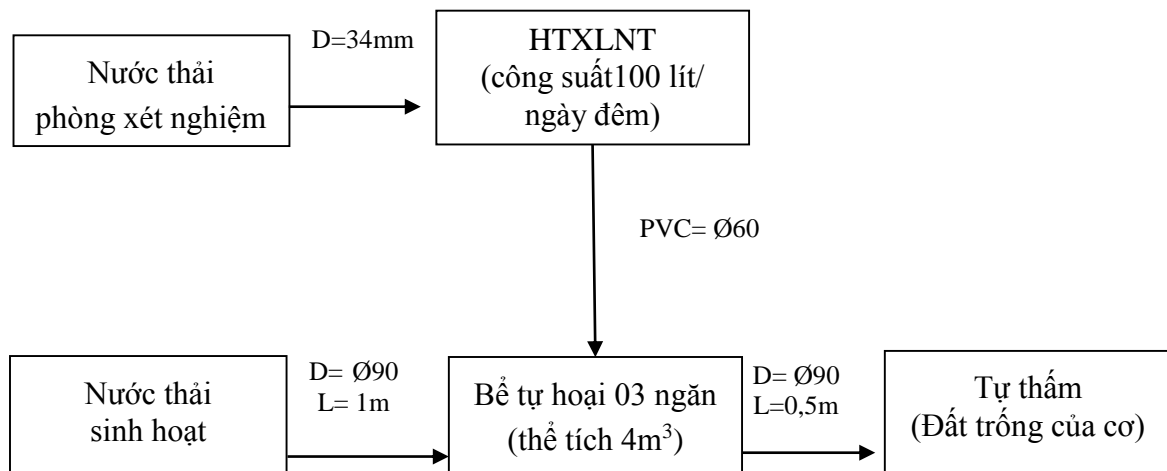 D=34mm
Nước thải
phòng xét nghiệm
HTXLNT
(công suất100 lít/
ngày đêm)
PVC= Ø60
Nước thải
sinh hoạt
D= Ø90
L= 1m
Bể tự hoại 03 ngăn
(thể tích 4m³)
D= Ø90
L=0,5m
Tự thấm
(Đất trống của cơ)